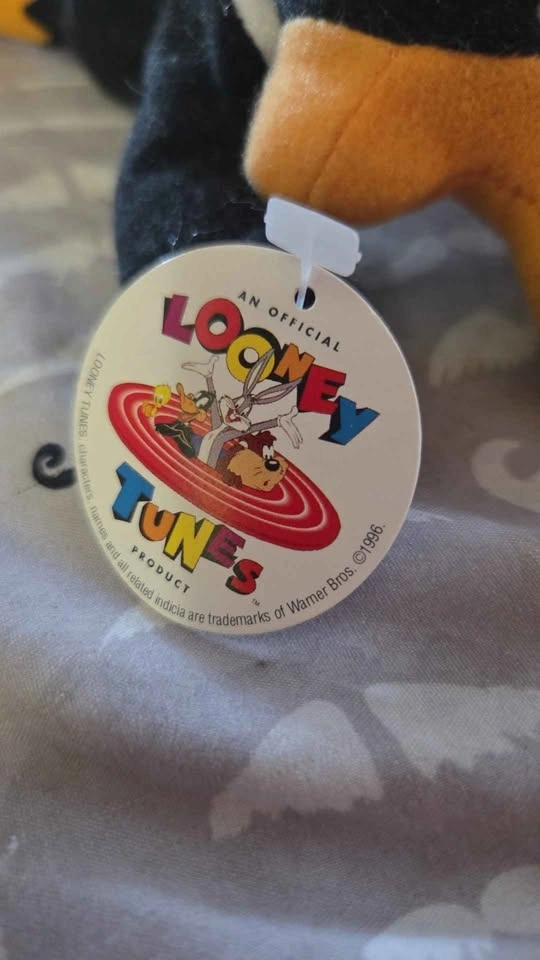 AN OFFICIAL
LOONEY
TUNES
PRODUCT
™
LOONEY TUNES, characters, names and all related indicia are trademarks of Warner Bros. ©1996.